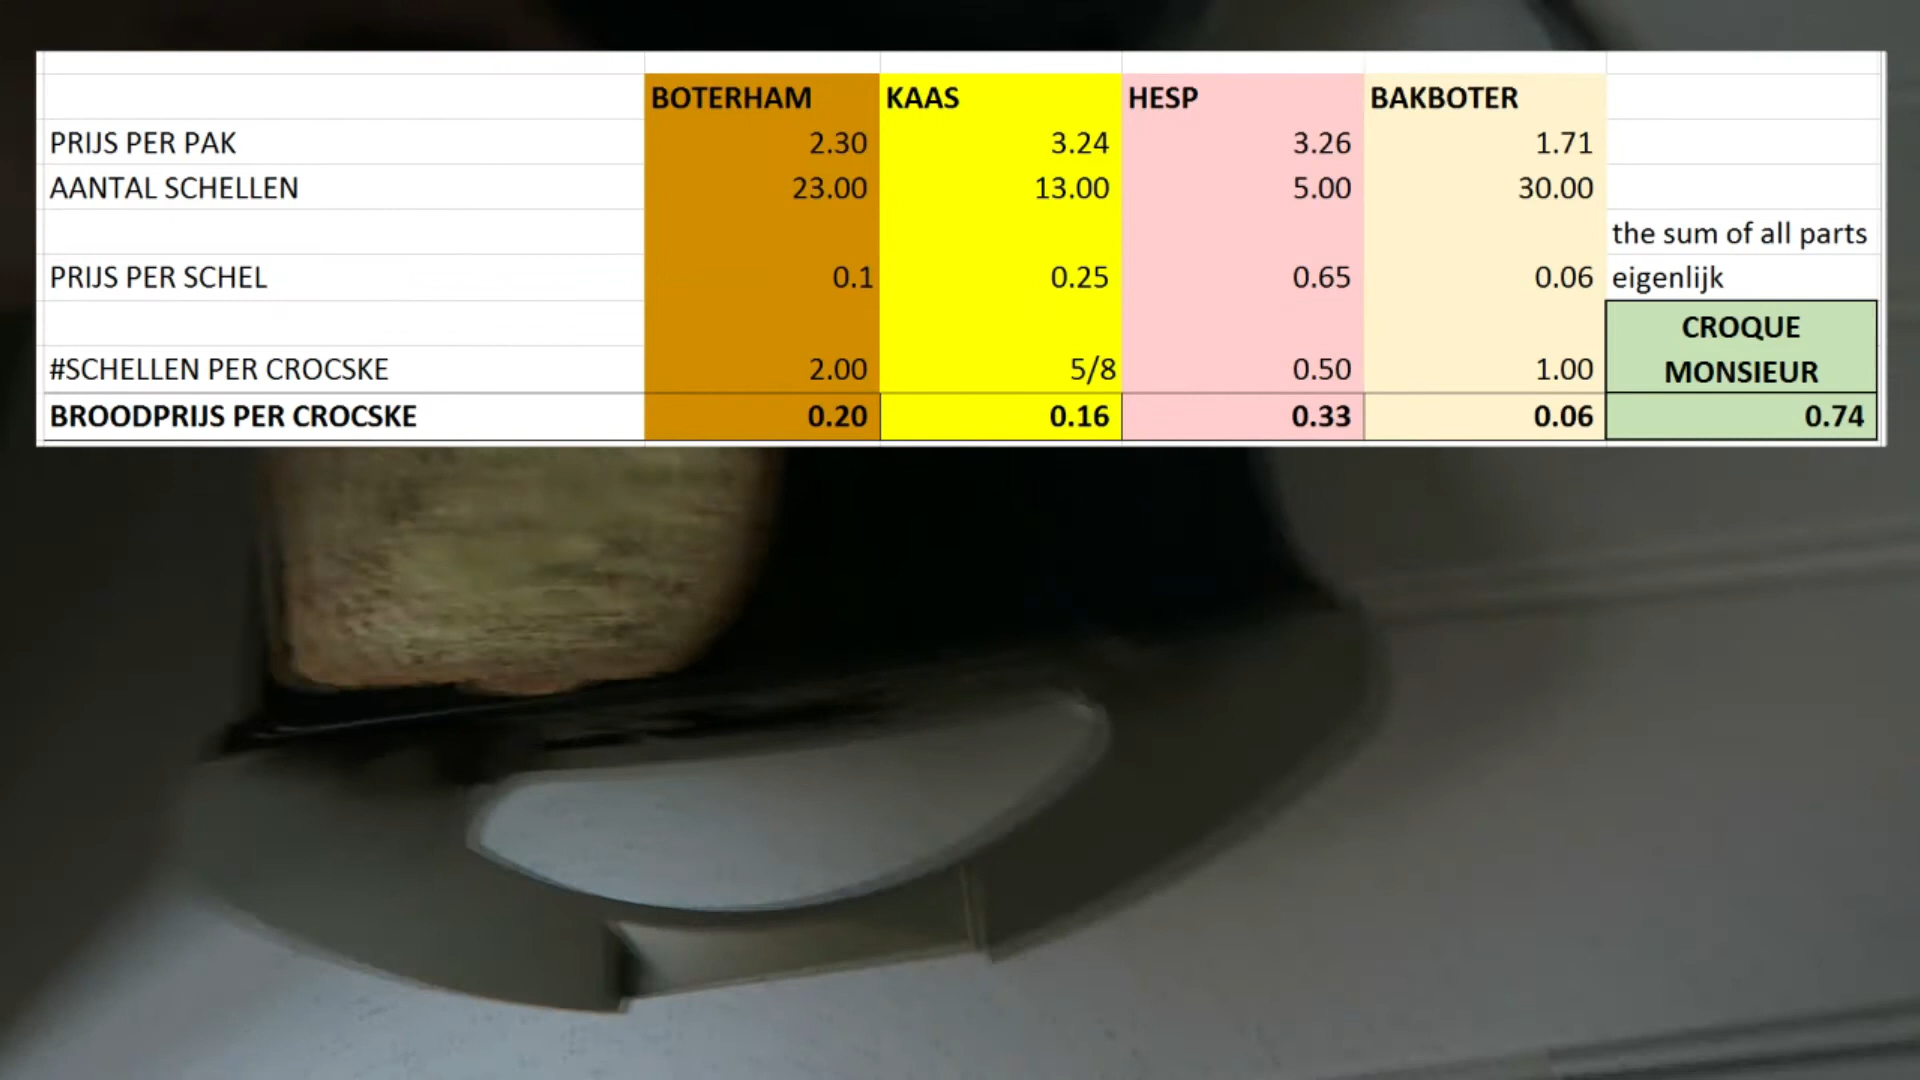 BOTERHAM KAAS HESP BAKBOTER
PRIJS PER PAK 2.30 3.24 3.26 1.71
AANTAL SCHELLEN 23.00 13.00 5.00 30.00
the sum of all parts
PRIJS PER SCHEL 0.1 0.25 0.65 0.06 eigenlijk
CROQUE
#SCHELLEN PER CROCSKE 2.00 5/8 0.50 1.00 MONSIEUR
BROODPRIJS PER CROCSKE 0.20 0.16 0.33 0.06 0.74